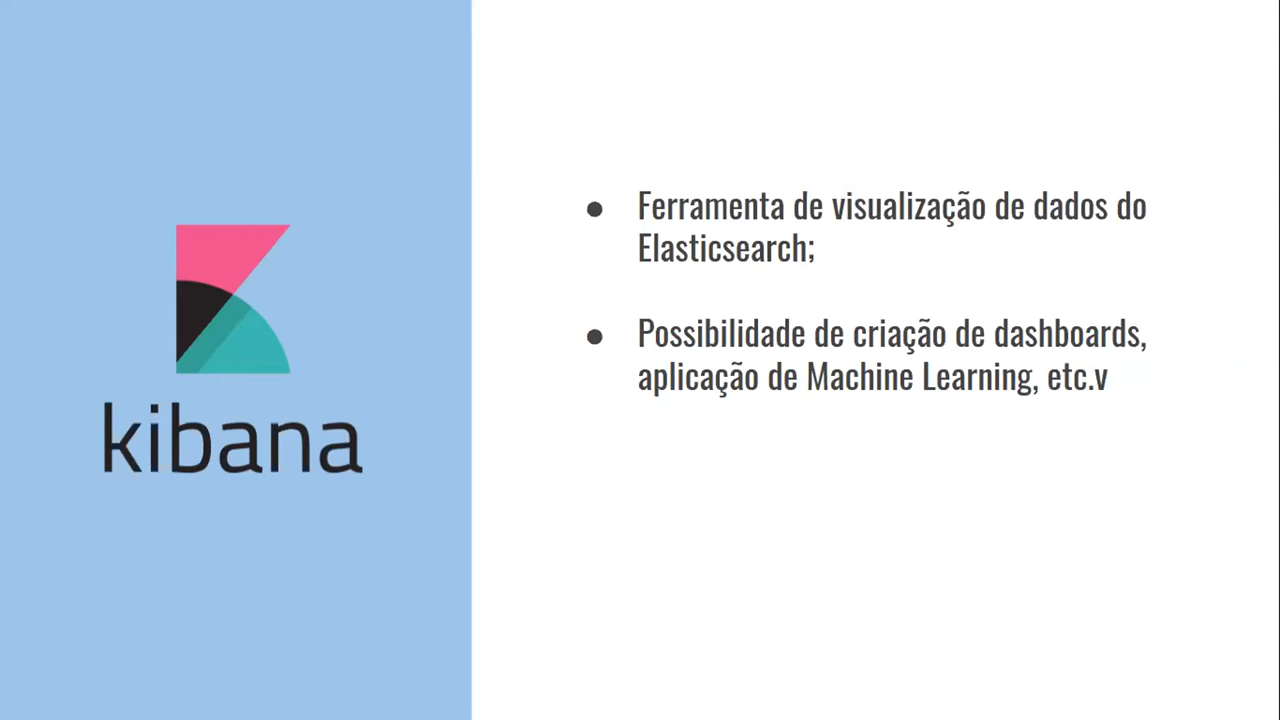 kibana
● Ferramenta de visualização de dados do
Elasticsearch;
● Possibilidade de criação de dashboards,
aplicação de Machine Learning, etc.v